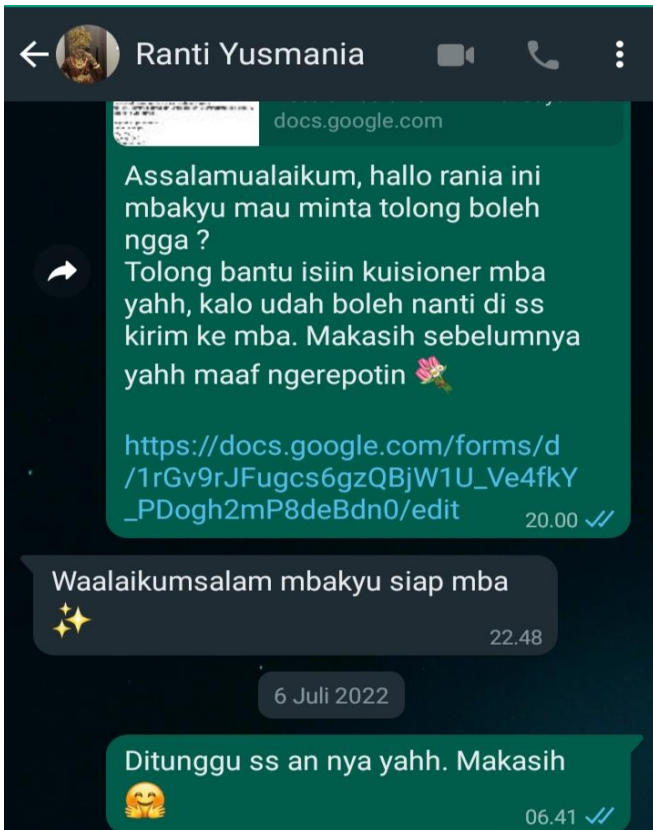 Ranti Yusmania
docs.google.com
Assalamualaikum, hallo rania ini
mbakyu mau minta tolong boleh
ngga ?
Tolong bantu isiin kuisioner mba
yahh, kalo udah boleh nanti di ss
kirim ke mba. Makasih sebelumnya
yahh maaf ngerepotin 💐
https://docs.google.com/forms/d
/1rGv9rJFugcs6gzQBjW1U_Ve4fkY
_PDogh2mP8deBdn0/edit
20.00
Waalaikumsalam mbakyu siap mba
✨
22.48
6 Juli 2022
Ditunggu ss an nya yahh. Makasih
🤗
06.41